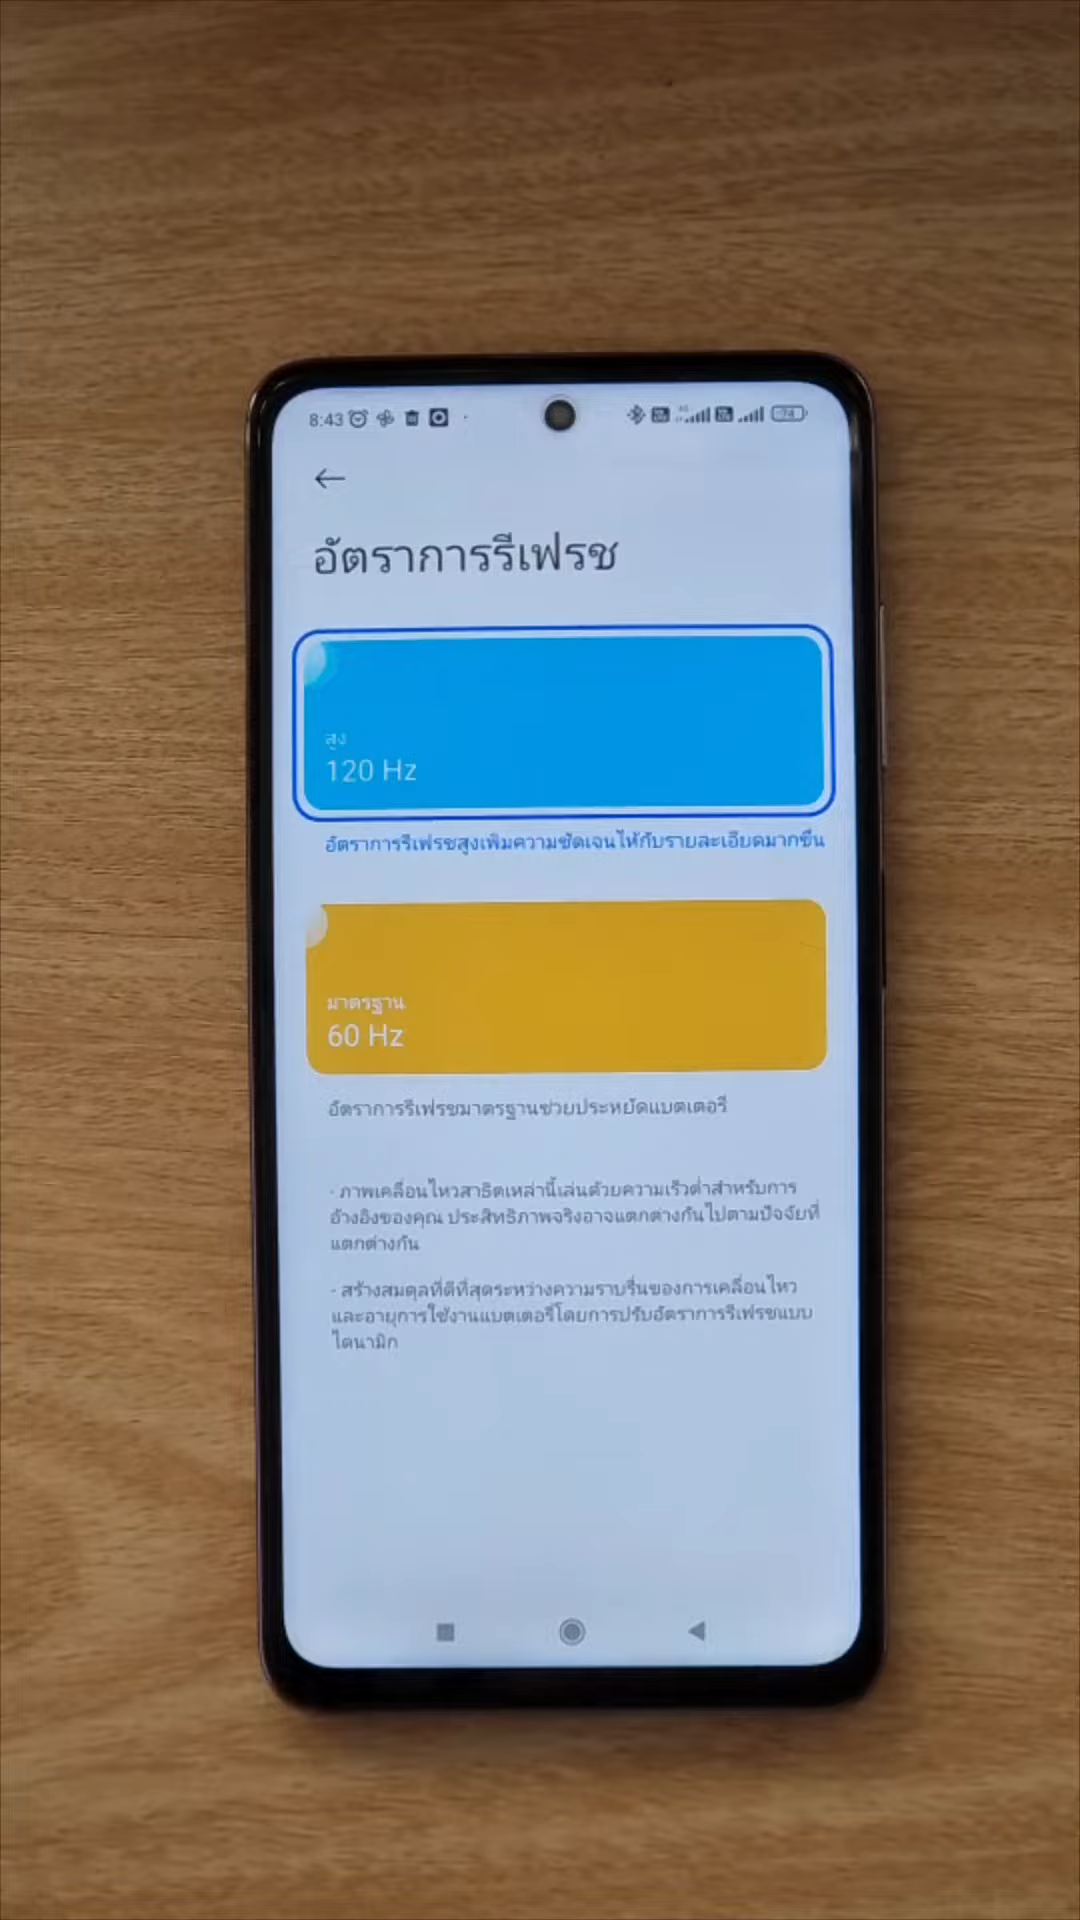 8:43
74
อัตราการรีเฟรช
สูง
120 Hz
อัตราการรีเฟรชสูงเพิ่มความชัดเจนให้กับรายละเอียดมากขึ้น
มาตรฐาน
60 Hz
อัตราการรีเฟรชมาตรฐานช่วยประหยัดแบตเตอรี่
· ภาพเคลื่อนไหวสาธิตเหล่านี้เล่นด้วยความเร็วต่ำสำหรับการ
อ้างอิงของคุณ ประสิทธิภาพจริงอาจแตกต่างกันไปตามปัจจัยที่
แตกต่างกัน
· สร้างสมดุลที่ดีที่สุดระหว่างความราบรื่นของการเคลื่อนไหว
และอายุการใช้งานแบตเตอรี่โดยการปรับอัตราการรีเฟรชแบบ
ไดนามิก